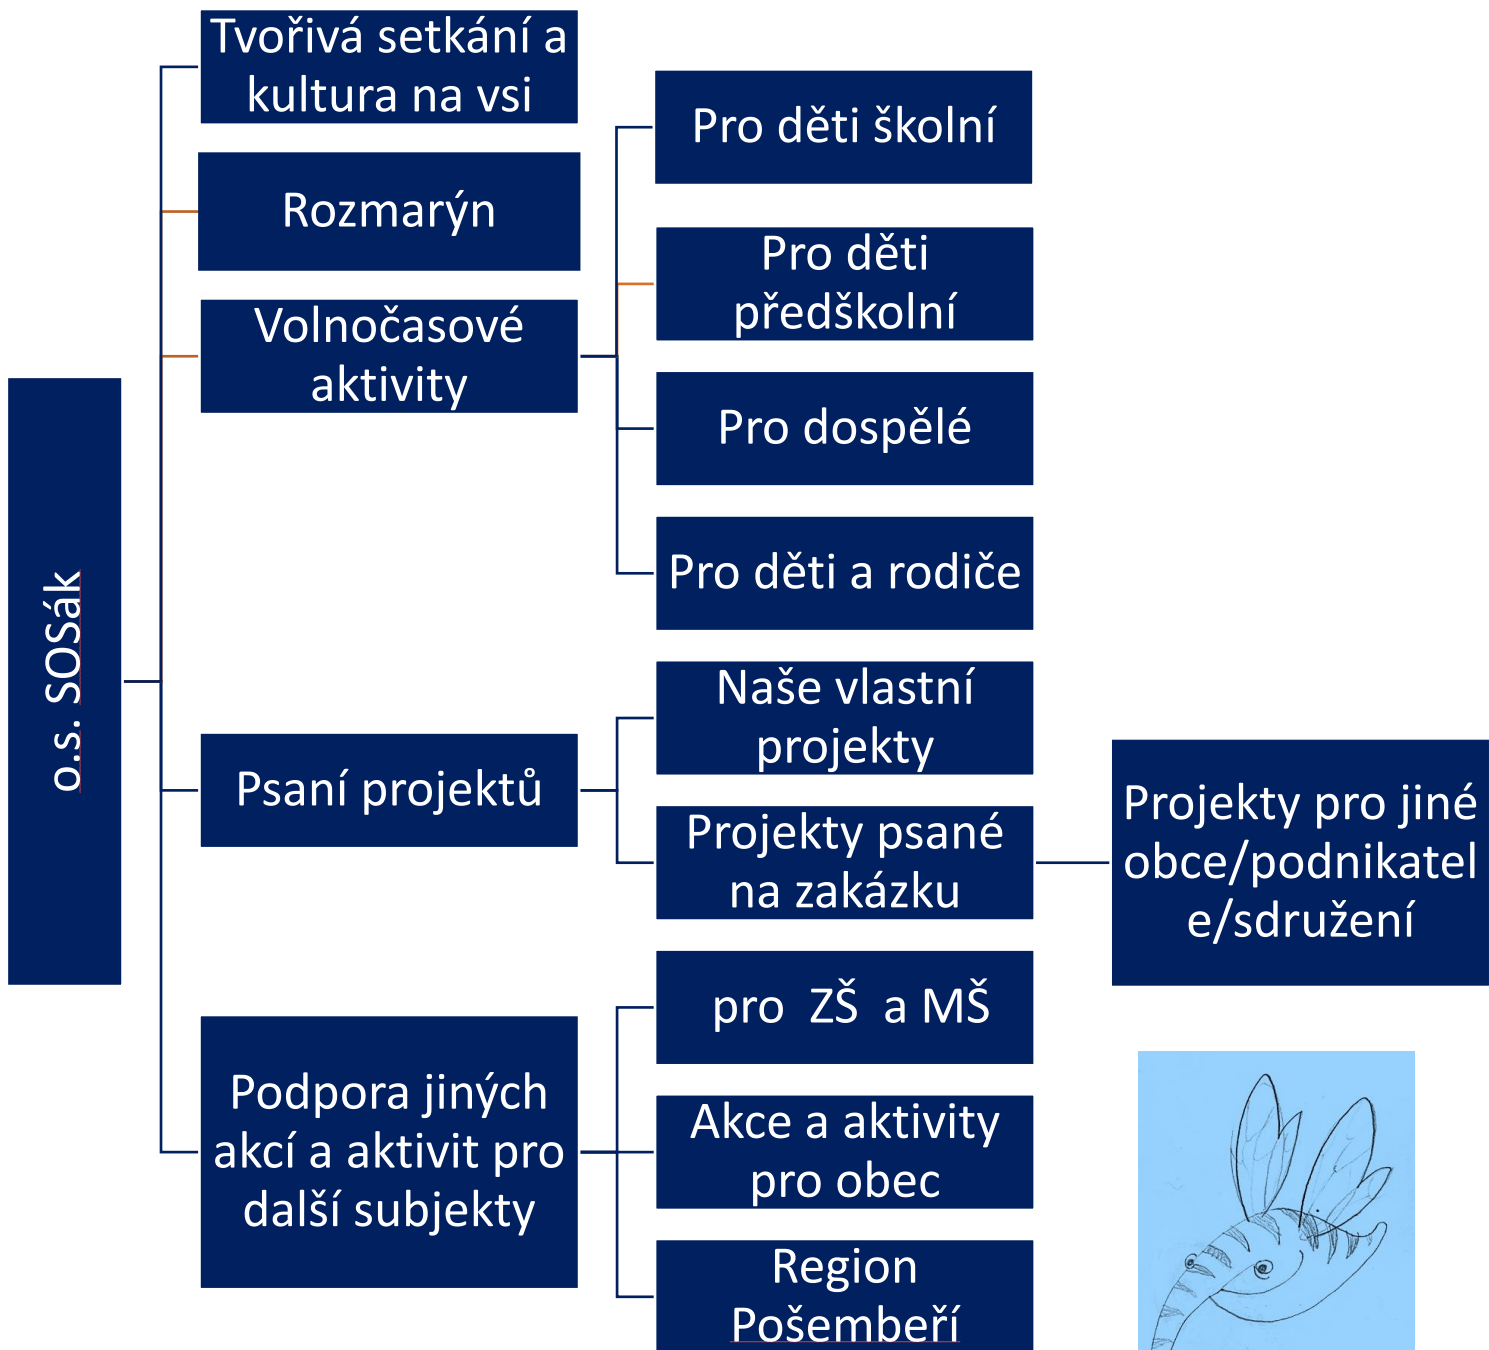 o.s. SOSák
Tvořivá setkání a
kultura na vsi
Rozmarýn
Volnočasové
aktivity
Pro děti školní
Pro děti
předškolní
Pro dospělé
Pro děti a rodiče
Psaní projektů
Naše vlastní
projekty
Projekty psané
na zakázku
Projekty pro jiné
obce/podnikatel
e/sdružení
Podpora jiných
akcí a aktivit pro
další subjekty
pro ZŠ a MŠ
Akce a aktivity
pro obec
Region
Pošembeří